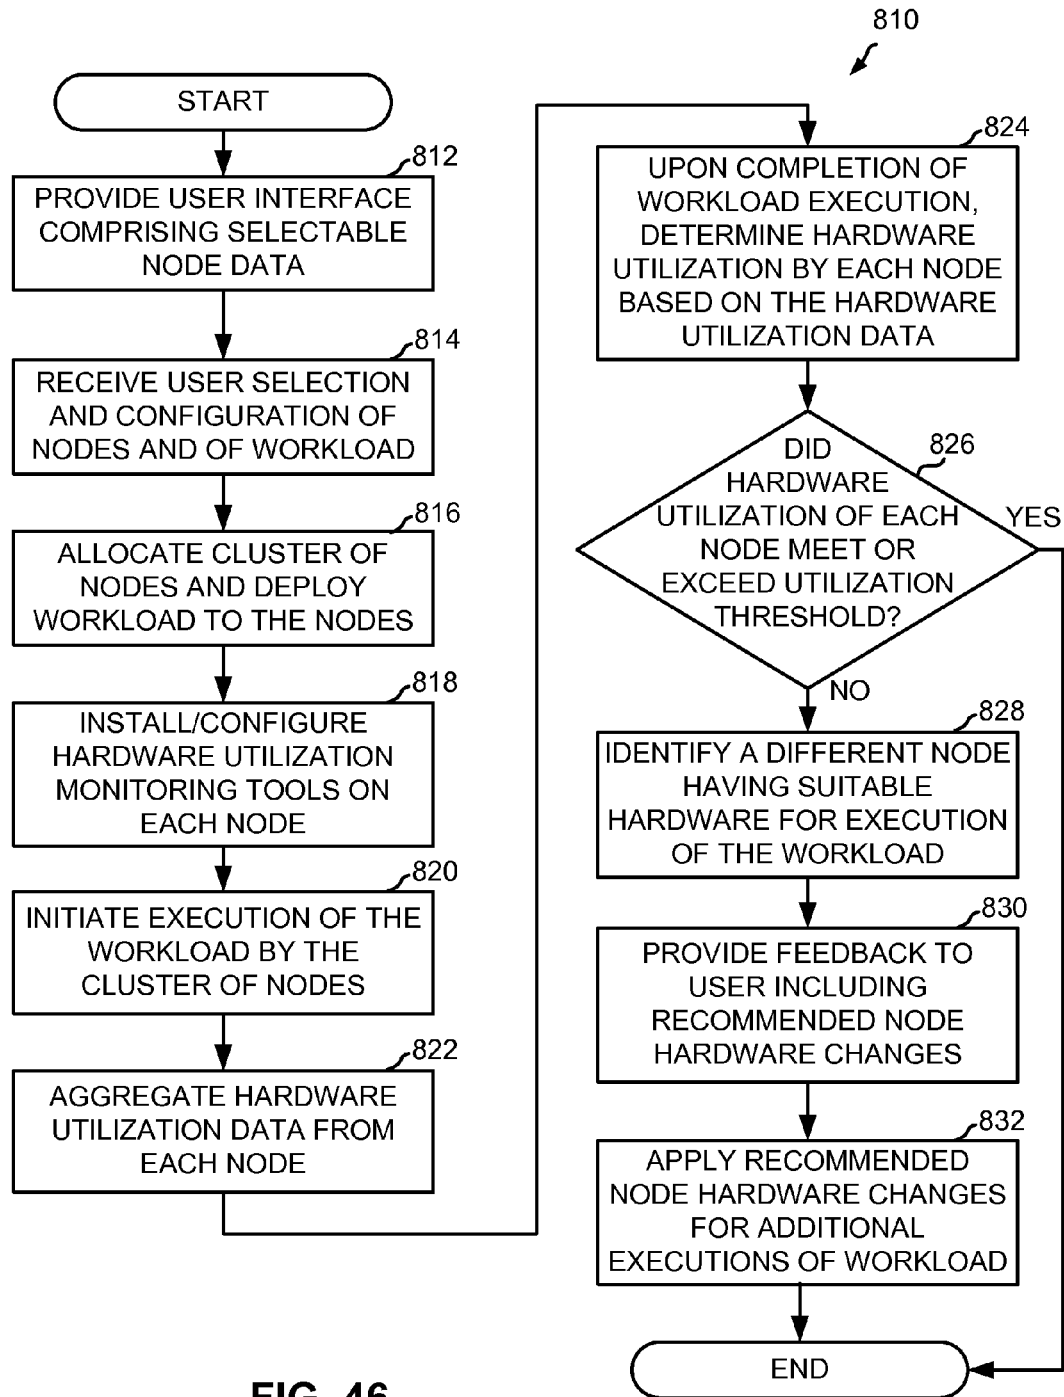 810
START
812
PROVIDE USER INTERFACE
COMPRISING SELECTABLE
NODE DATA
814
RECEIVE USER SELECTION
AND CONFIGURATION OF
NODES AND OF WORKLOAD
816
ALLOCATE CLUSTER OF
NODES AND DEPLOY
WORKLOAD TO THE NODES
818
INSTALL/CONFIGURE
HARDWARE UTILIZATION
MONITORING TOOLS ON
EACH NODE
820
INITIATE EXECUTION OF THE
WORKLOAD BY THE
CLUSTER OF NODES
822
AGGREGATE HARDWARE
UTILIZATION DATA FROM
EACH NODE
824
UPON COMPLETION OF
WORKLOAD EXECUTION,
DETERMINE HARDWARE
UTILIZATION BY EACH NODE
BASED ON THE HARDWARE
UTILIZATION DATA
826
DID
HARDWARE
UTILIZATION OF EACH
NODE MEET OR
EXCEED UTILIZATION
THRESHOLD?
YES
NO
828
IDENTIFY A DIFFERENT NODE
HAVING SUITABLE
HARDWARE FOR EXECUTION
OF THE WORKLOAD
830
PROVIDE FEEDBACK TO
USER INCLUDING
RECOMMENDED NODE
HARDWARE CHANGES
832
APPLY RECOMMENDED
NODE HARDWARE CHANGES
FOR ADDITIONAL
EXECUTIONS OF WORKLOAD
END
FIG. 46